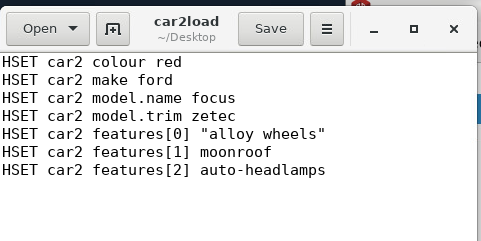 Open
car2load
~/Desktop
Save
HSET car2 colour red
HSET car2 make ford
HSET car2 model.name focus
HSET car2 model.trim zetec
HSET car2 features[0] "alloy wheels"
HSET car2 features[1] moonroof
HSET car2 features[2] auto-headlamps